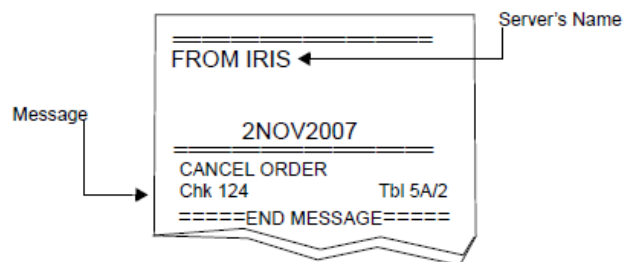 Server's Name
==================
FROM IRIS
Message
2NOV2007
==================
CANCEL ORDER
Chk 124 Tbl 5A/2
=====END MESSAGE=====